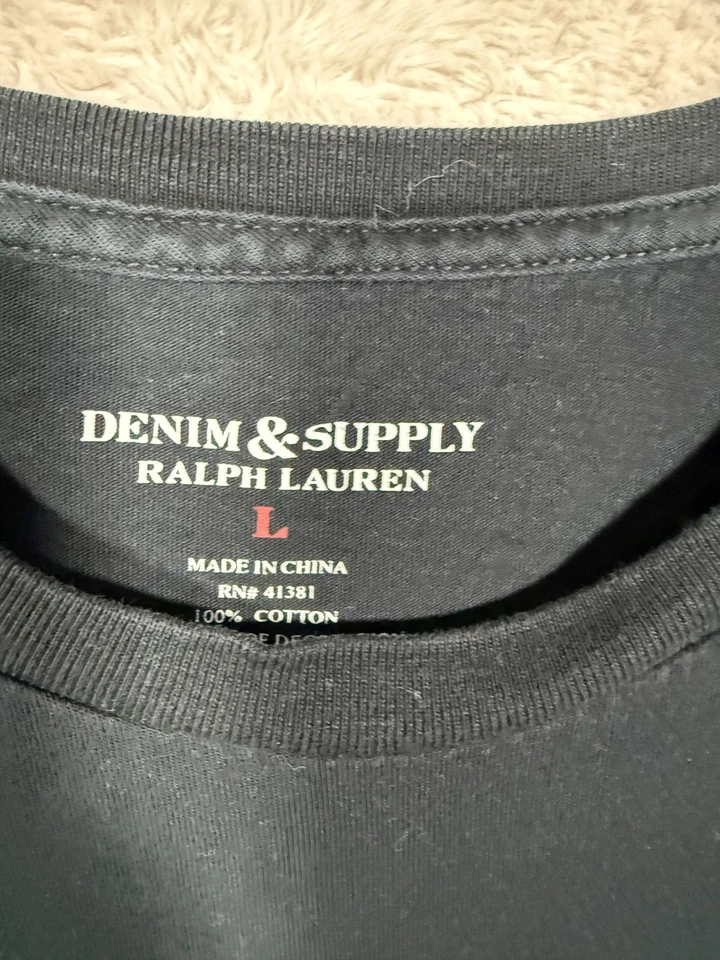 DENIM & SUPPLY
RALPH LAUREN
L
MADE IN CHINA
RN# 41381
100% COTTON